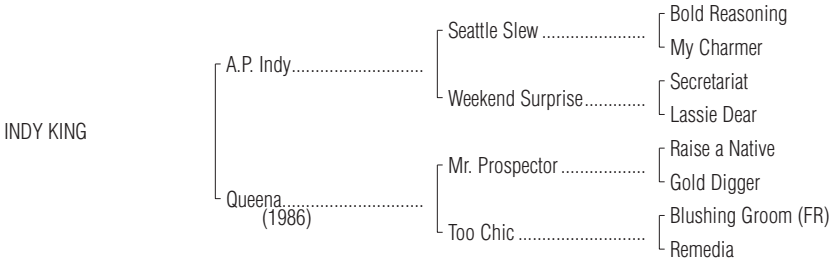 Bold Reasoning
Seattle Slew ......................
My Charmer
A.P. Indy...........................
Secretariat
Weekend Surprise.............
Lassie Dear
INDY KING
Raise a Native
Mr. Prospector ..................
Gold Digger
Queena.............................
(1986)
Blushing Groom (FR)
Too Chic ...........................
Remedia